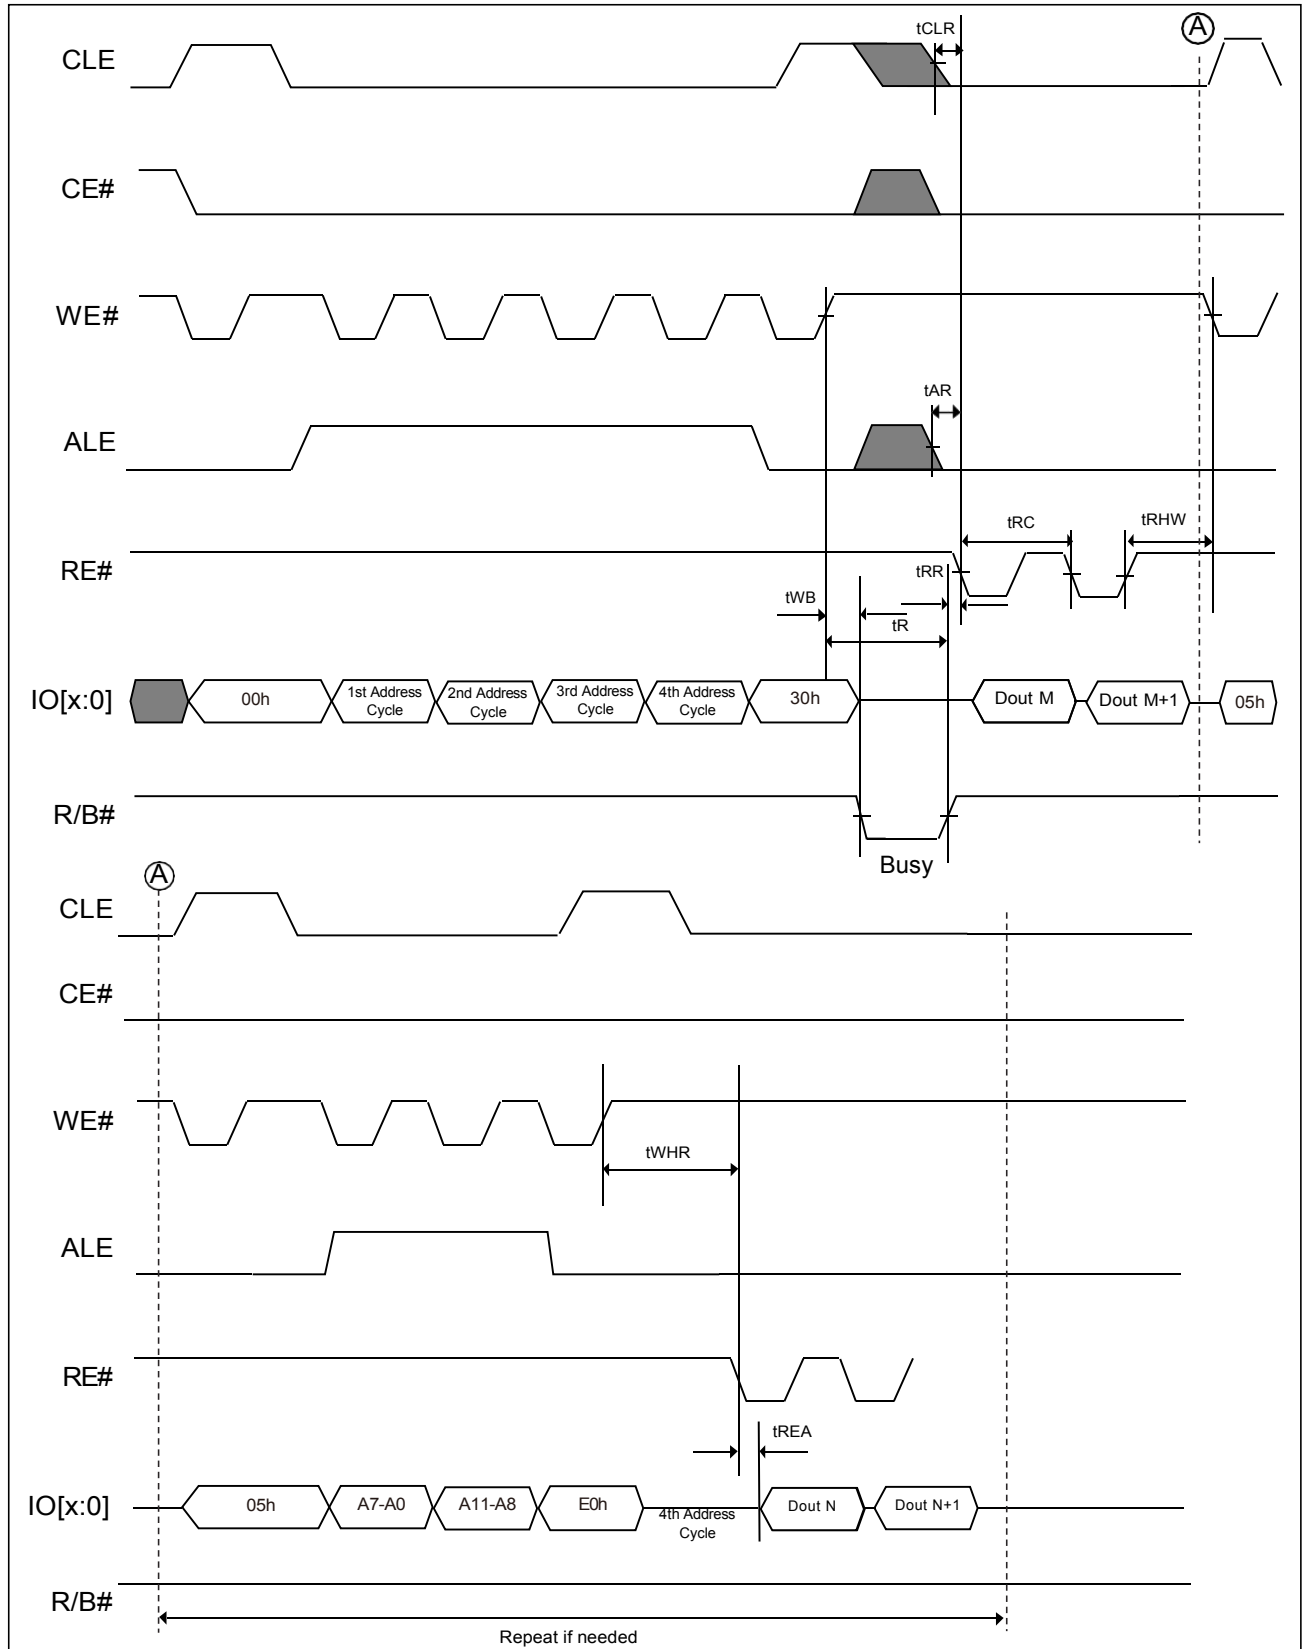 tCLR
A
CLE
CE#
WE#
tAR
ALE
tRC
tRHW
RE#
tRR
tWB
tR
IO[x:0]
00h
1st Address
Cycle
2nd Address
Cycle
3rd Address
Cycle
4th Address
Cycle
30h
Dout M
Dout M+1
05h
R/B#
Busy
A
CLE
CE#
WE#
tWHR
ALE
RE#
tREA
IO[x:0]
05h
A7-A0
A11-A8
E0h
4th Address
Cycle
Dout N
Dout N+1
R/B#
Repeat if needed